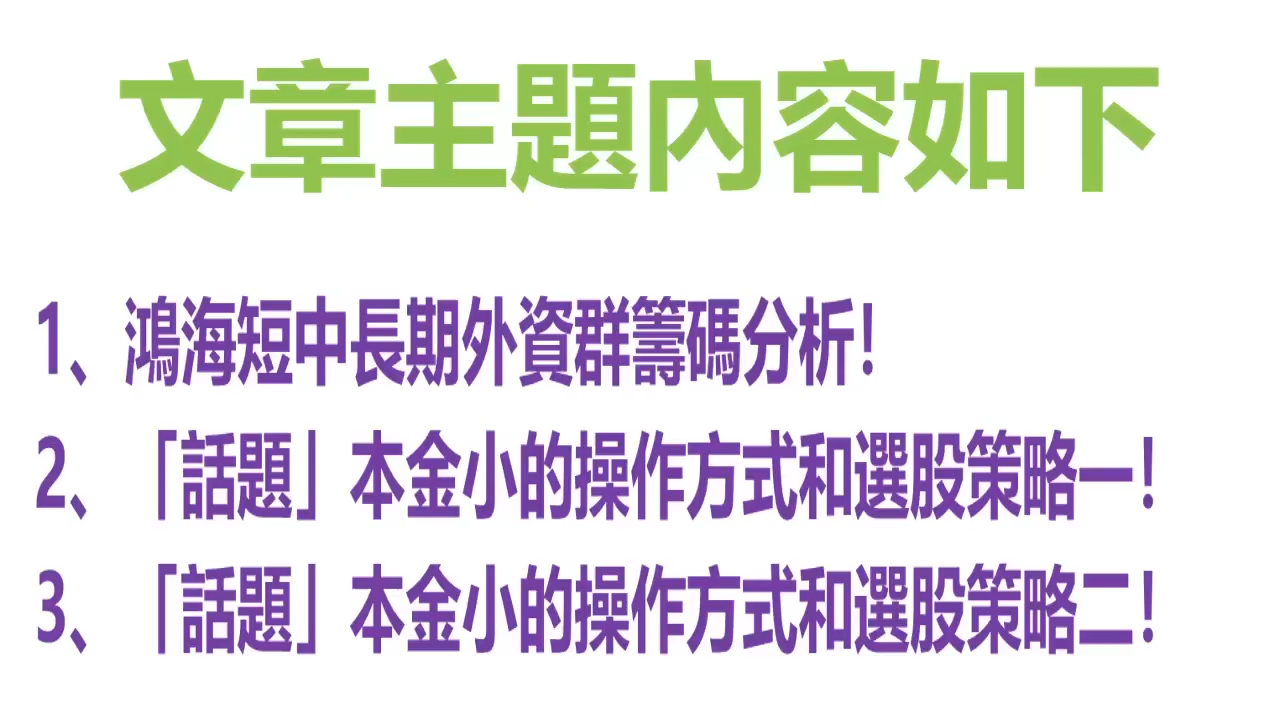 文章主題內容如下
1、鴻海短中長期外資群籌碼分析!
2、「話題」本金小的操作方式和選股策略一!
3、「話題」本金小的操作方式和選股策略二!